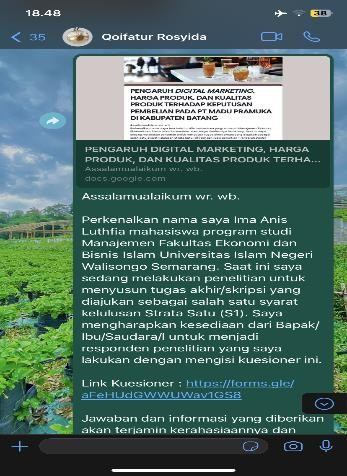 18.48
38
35
Qoifatur Rosyida
PENGARUH DIGITAL MARKETING,
HARGA PRODUK, DAN KUALITAS
PRODUK TERHADAP KEPUTUSAN
PEMBELIAN PADA PT MADU PRAMUKA
DI KABUPATEN BATANG
PENGARUH DIGITAL MARKETING, HARGA
PRODUK, DAN KUALITAS PRODUK TERHA...
Assalamualaikum wr. wb.
docs.google.com
Assalamualaikum wr. wb.
Perkenalkan nama saya Ima Anis
Luthfia mahasiswa program studi
Manajemen Fakultas Ekonomi dan
Bisnis Islam Universitas Islam Negeri
Walisongo Semarang. Saat ini saya
sedang melakukan penelitian untuk
menyusun tugas akhir/skripsi yang
diajukan sebagai salah satu syarat
kelulusan Strata Satu (S1). Saya
mengharapkan kesediaan dari Bapak/
Ibu/Saudara/I untuk menjadi
responden penelitian yang saya
lakukan dengan mengisi kuesioner ini.
Link Kuesioner : https://forms.gle/
aFeHUdGWWUWav1GS8
Jawaban dan informasi yang diberikan
akan terjamin kerahasiaannya dan